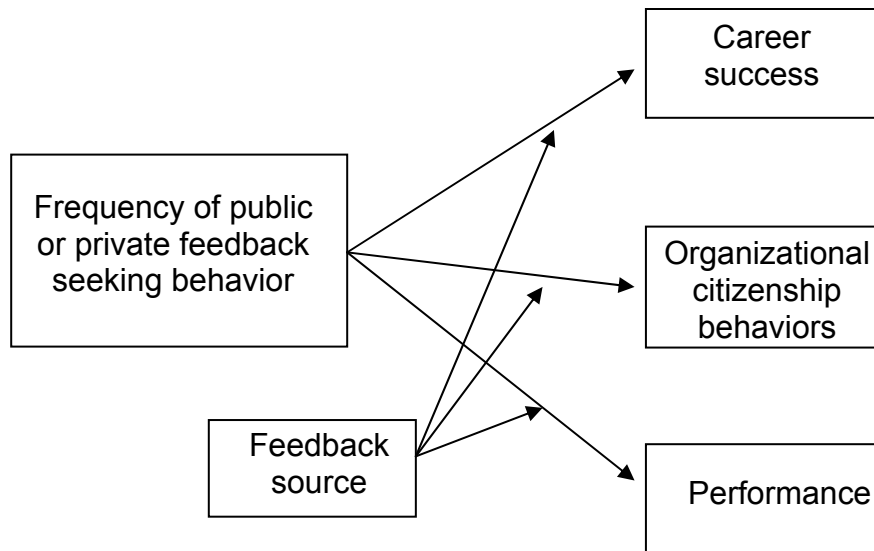 Career
success
Frequency of public
or private feedback
seeking behavior
Organizational
citizenship
behaviors
Feedback
source
Performance